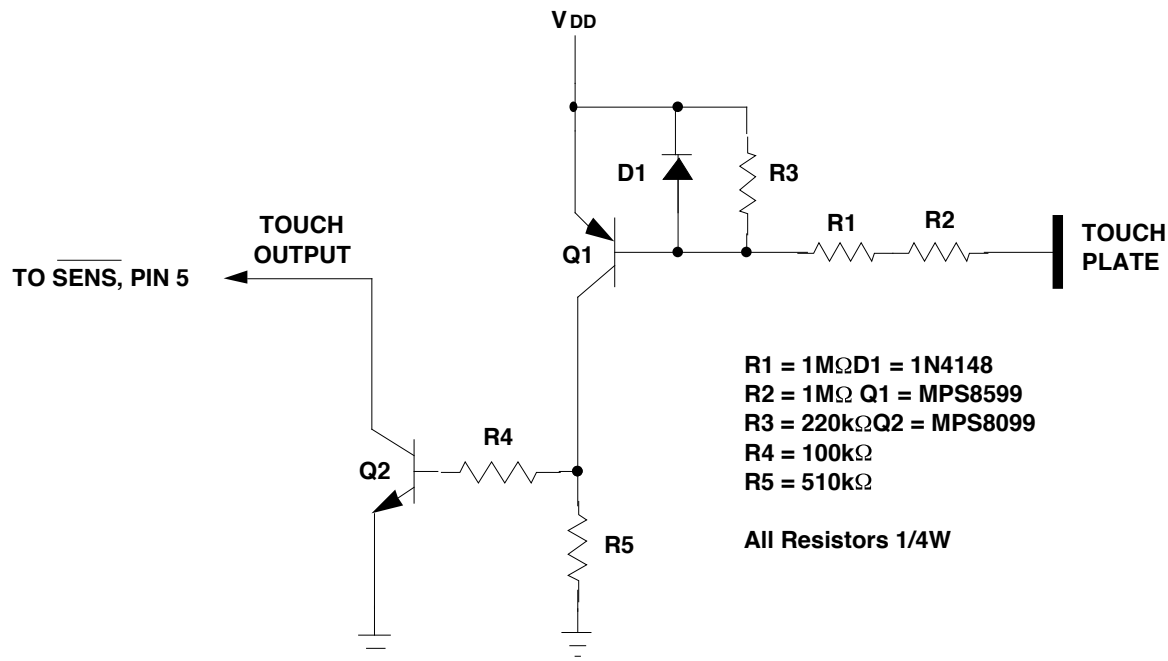 VDD
D1
R3
R1
R2
TOUCH
PLATE
Q1
TOUCH
OUTPUT
TO SENS, PIN 5
R1 = 1MΩD1 = 1N4148
R2 = 1MΩ Q1 = MPS8599
R3 = 220kΩQ2 = MPS8099
R4 = 100kΩ
R5 = 510kΩ
All Resistors 1/4W
R4
Q2
R5